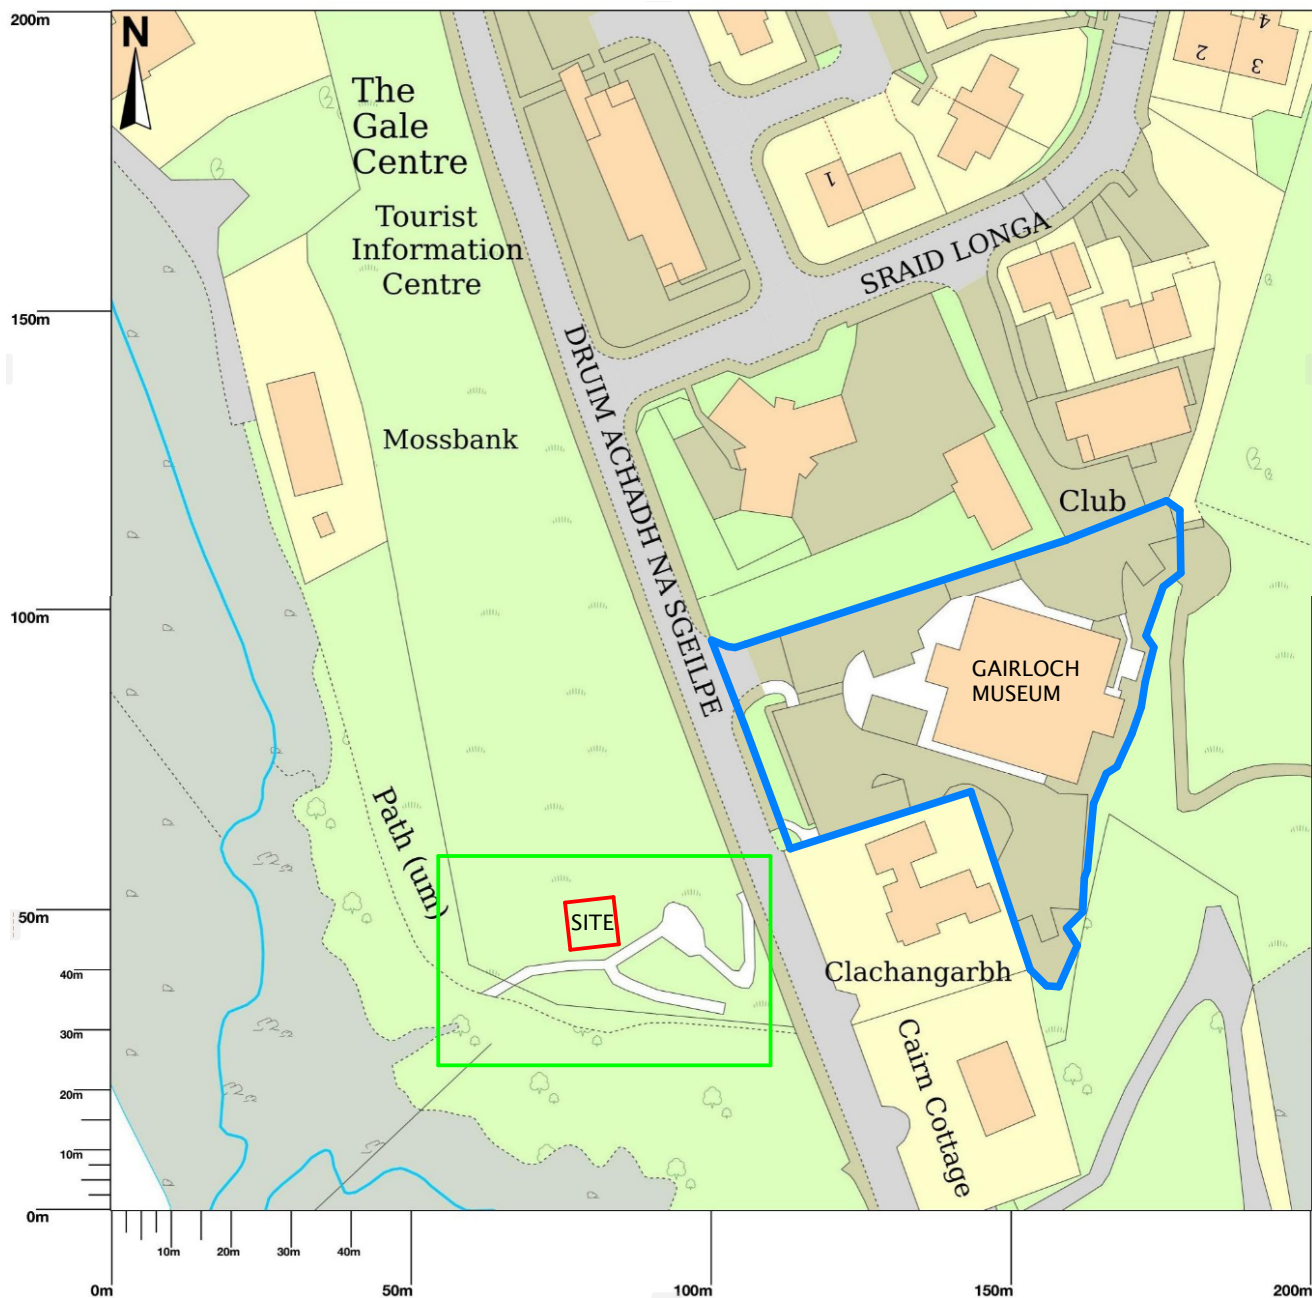 200m
N
The
Gale
Centre
Tourist
Information
Centre
2
3
4
1
SRAID LONGA
150m
DRUIM ACHADH NA SGEILPE
Mossbank
Club
100m
GAIRLOCH
MUSEUM
Path (um)
50m
SITE
40m
Clachangarbh
30m
Cairn Cottage
20m
10m
0m
10m
20m
30m
40m
0m
50m
100m
150m
200m